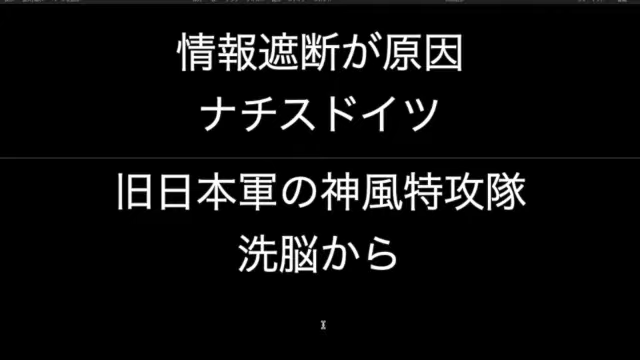 情報遮断が原因
ナチスドイツ
旧日本軍の神風特攻隊
洗脳から